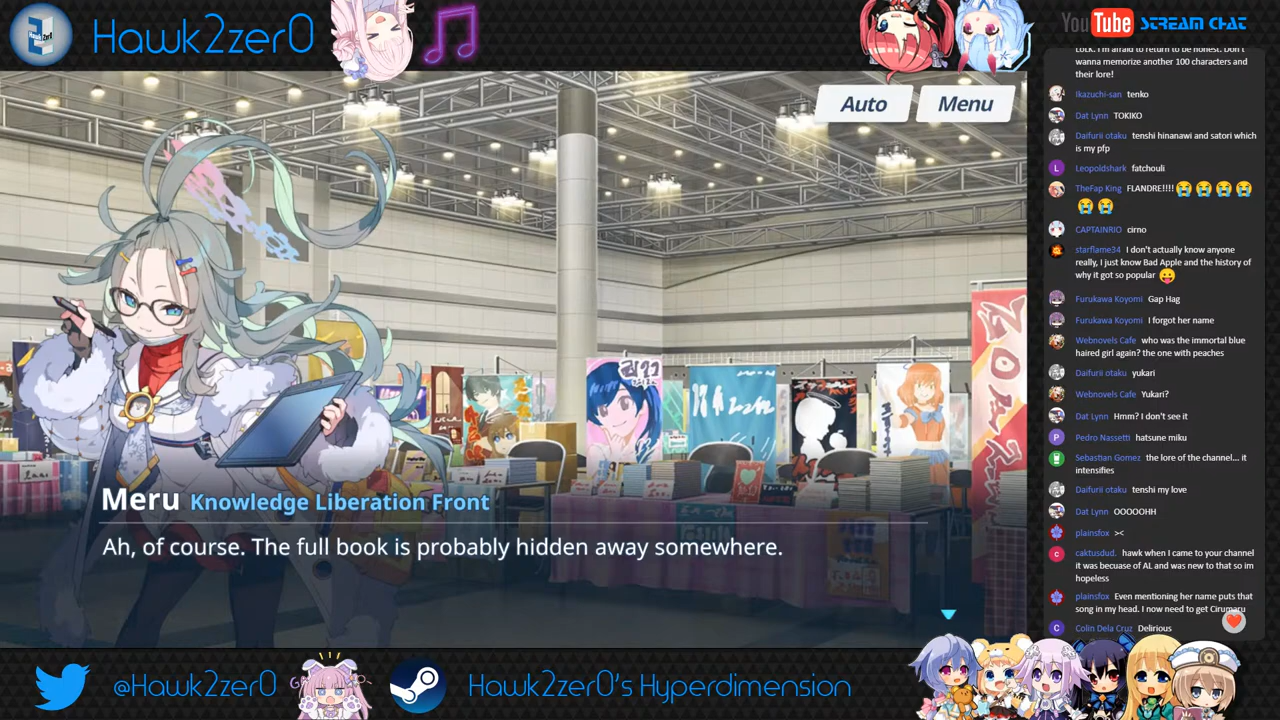 Hawk2zer0
You Tube STREAM CHAT
Auto
Menu
LoLK. I'm afraid to return to be honest. Don't
wanna memorize another 100 characters and
their lore!
Ikazuchi-san tenko
Dat Lynn TOKIKO
Daifurii otaku tenshi hinanawi and satori which
is my pfp
Leopoldshark fatchouli
TheFap King FLANDRE!!!! 😭😭😭😭
😭😭
CAPTAINRIO cirno
starflame34 I don't actually know anyone
really, I just know Bad Apple and the history of
why it got so popular 😛
Furukawa Koyomi Gap Hag
Furukawa Koyomi I forgot her name
Webnovels Cafe who was the immortal blue
haired girl again? the one with peaches
Daifurii otaku yukari
Webnovels Cafe Yukari?
Dat Lynn Hmm? I don't see it
Pedro Nassetti hatsune miku
Sebastian Gomez the lore of the channel... it
intensifies
Daifurii otaku tenshi my love
Dat Lynn OOOOOHH
plainsfox ><
caktusdud. hawk when I came to your channel
it was becuase of AL and was new to that so im
hopeless
plainsfox Even mentioning her name puts that
song in my head. I now need to get Cirumaru
Colin Dela Cruz Delirious
Meru Knowledge Liberation Front
Ah, of course. The full book is probably hidden away somewhere.
@Hawk2zer0
Hawk2zer0's Hyperdimension